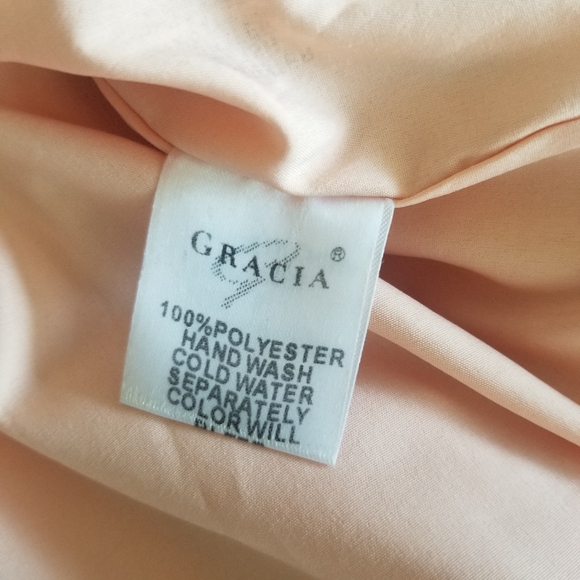 GRACIA®
100%POLYESTER
HAND WASH
COLD WATER
SEPARATELY
COLOR WILL